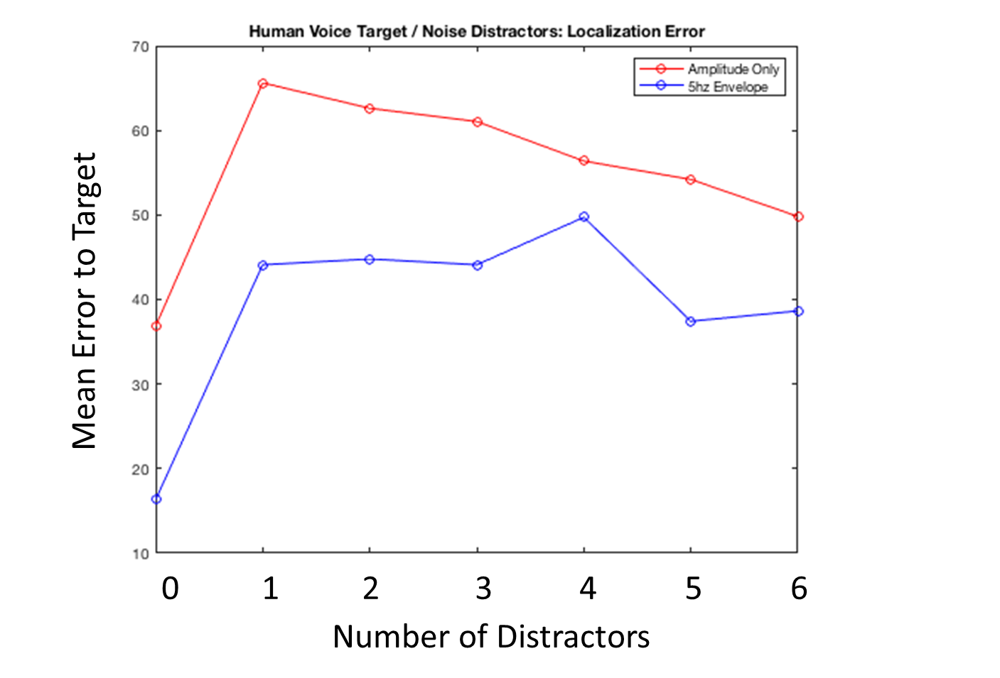 Human Voice Target / Noise Distractors: Localization Error
Amplitude Only
5hz Envelope
Mean Error to Target
70
60
50
40
30
20
10
0 1 2 3 4 5 6
Number of Distractors